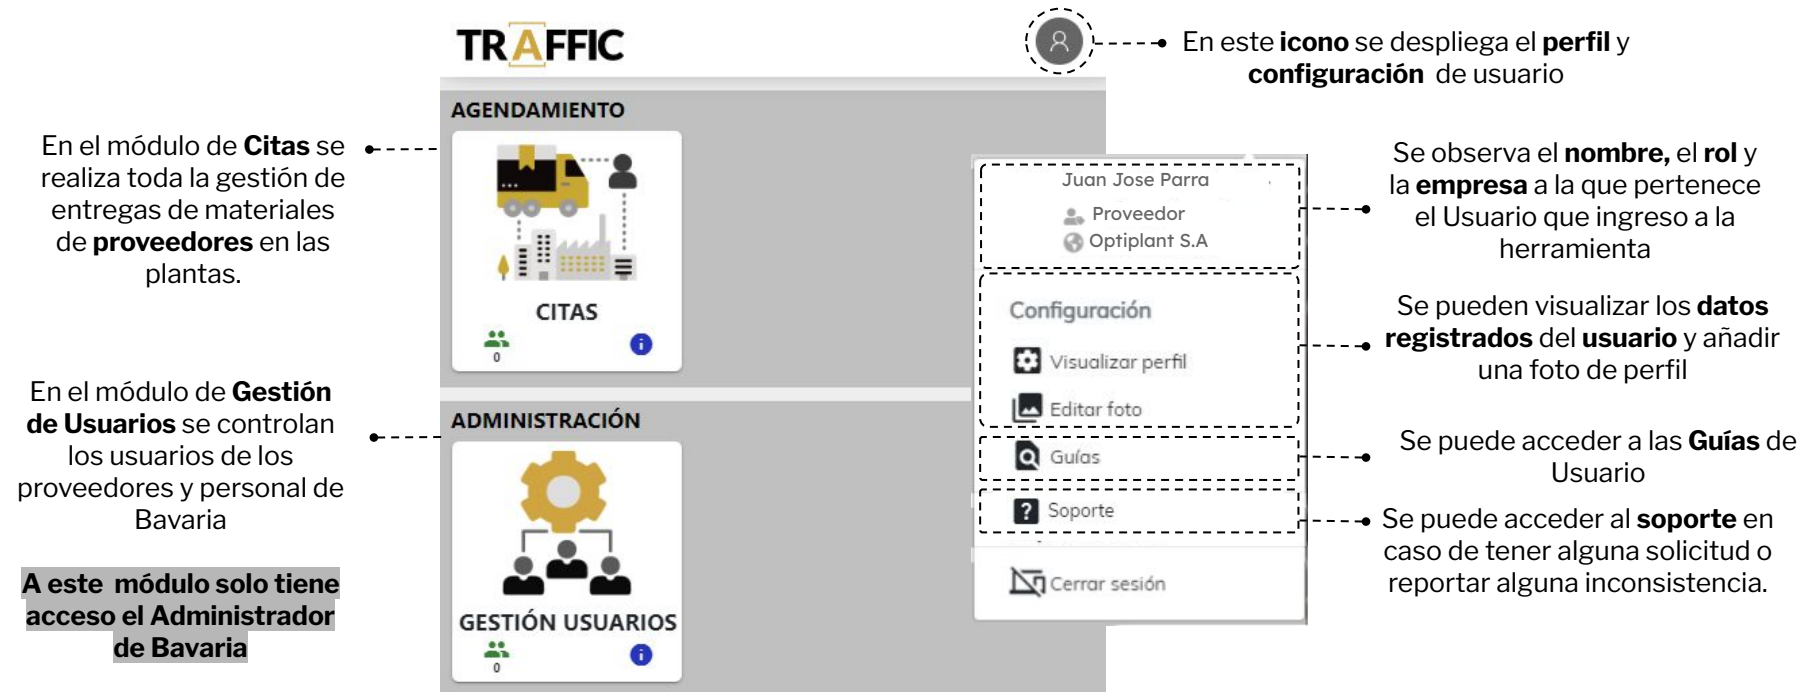 TRAFFIC
En este icono se despliega el perfil y
configuración de usuario
AGENDAMIENTO
En el módulo de Citas se
realiza toda la gestión de
entregas de materiales
de proveedores en las
plantas.
CITAS
0
i
En el módulo de Gestión
de Usuarios se controlan
los usuarios de los
proveedores y personal de
Bavaria
A este módulo solo tiene
acceso el Administrador
de Bavaria
ADMINISTRACIÓN
GESTIÓN USUARIOS
0
i
Juan Jose Parra
Proveedor
Optiplant S.A
Configuración
Visualizar perfil
Editar foto
Guías
? Soporte
Cerrar sesión
Se observa el nombre, el rol y
la empresa a la que pertenece
el Usuario que ingreso a la
herramienta
Se pueden visualizar los datos
registrados del usuario y añadir
una foto de perfil
Se puede acceder a las Guías de
Usuario
Se puede acceder al soporte en
caso de tener alguna solicitud o
reportar alguna inconsistencia.